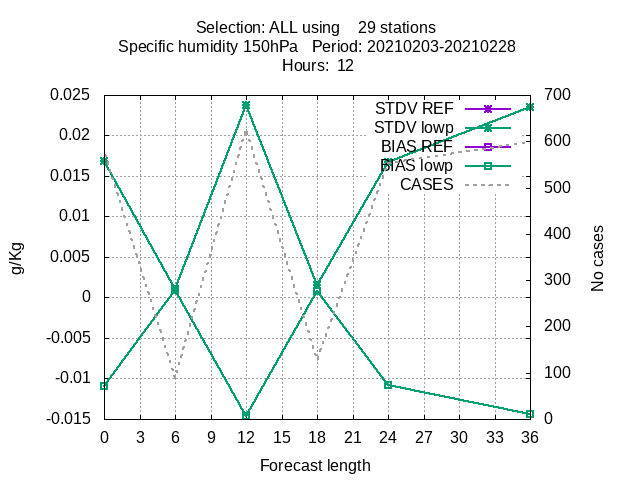 Selection: ALL using    29 stations
Specific humidity 150hPa   Period: 20210203-20210228
Hours:  12
0.025
0.02
0.015
0.01
0.005
0
-0.005
-0.01
-0.015
g/Kg
STDV REF
STDV lowp
BIAS REF
BIAS lowp
CASES
700
600
500
400
300
200
100
0
No cases
0 3 6 9 12 15 18 21 24 27 30 33 36
Forecast length